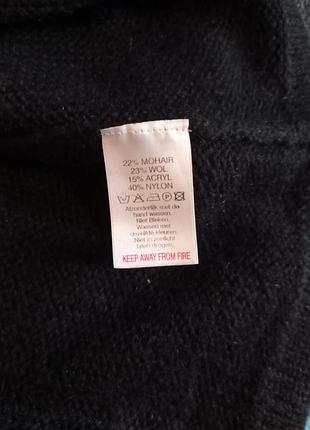 22% MOHAIR
23% WOL
15% ACRYL
40% NYLON
Afzonderlijk met de
hand wassen.
Niet Bleken.
Wassen met
dezelfde kleuren.
Niet in zonlicht
laten drogen.
KEEP AWAY FROM FIRE